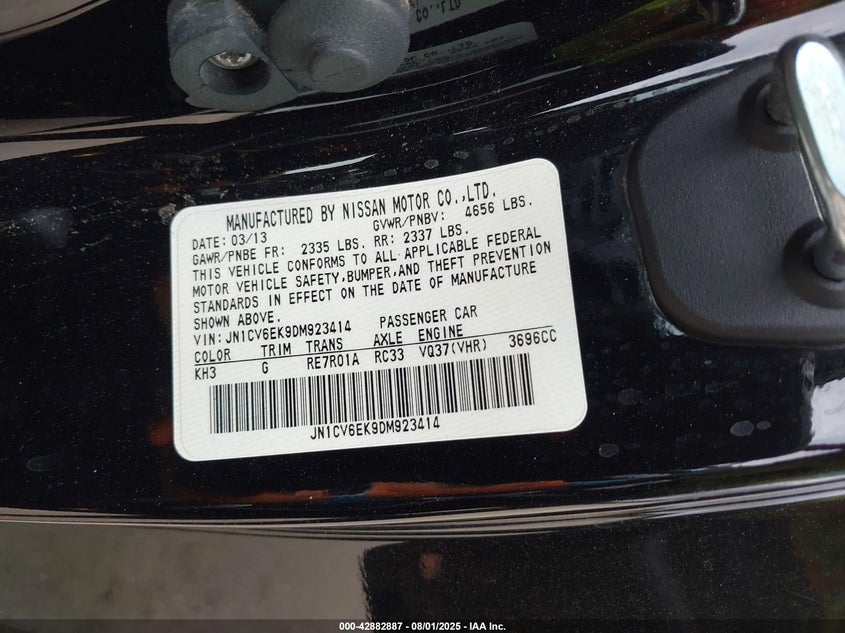 MANUFACTURED BY NISSAN MOTOR CO.,LTD.
DATE: 03/13 GVWR/PNBV: 4656 LBS.
GAWR/PNBE FR: 2335 LBS. RR: 2337 LBS.
THIS VEHICLE CONFORMS TO ALL APPLICABLE FEDERAL
MOTOR VEHICLE SAFETY,BUMPER,AND THEFT PREVENTION
STANDARDS IN EFFECT ON THE DATE OF MANUFACTURE
SHOWN ABOVE.
VIN: JN1CV6EK9DM923414 PASSENGER CAR
COLOR TRIM TRANS AXLE ENGINE
KH3 G RE7R01A RC33 VQ37(VHR) 3696CC
JN1CV6EK9DM923414
000-42882887 - 08/01/2025 - IAA Inc.